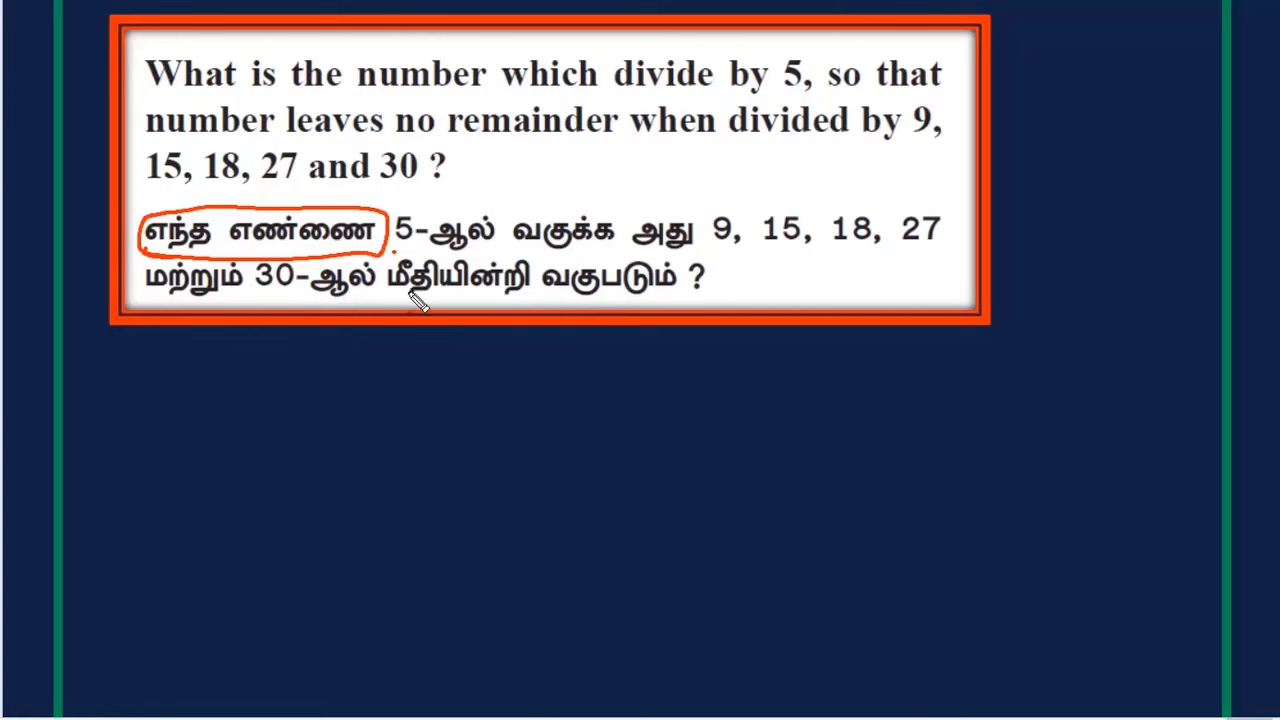 What is the number which divide by 5, so that
number leaves no remainder when divided by 9,
15, 18, 27 and 30 ?
எந்த எண்ணை 5-ஆல் வகுக்க அது 9, 15, 18, 27
மற்றும் 30-ஆல் மீதியின்றி வகுபடும் ?